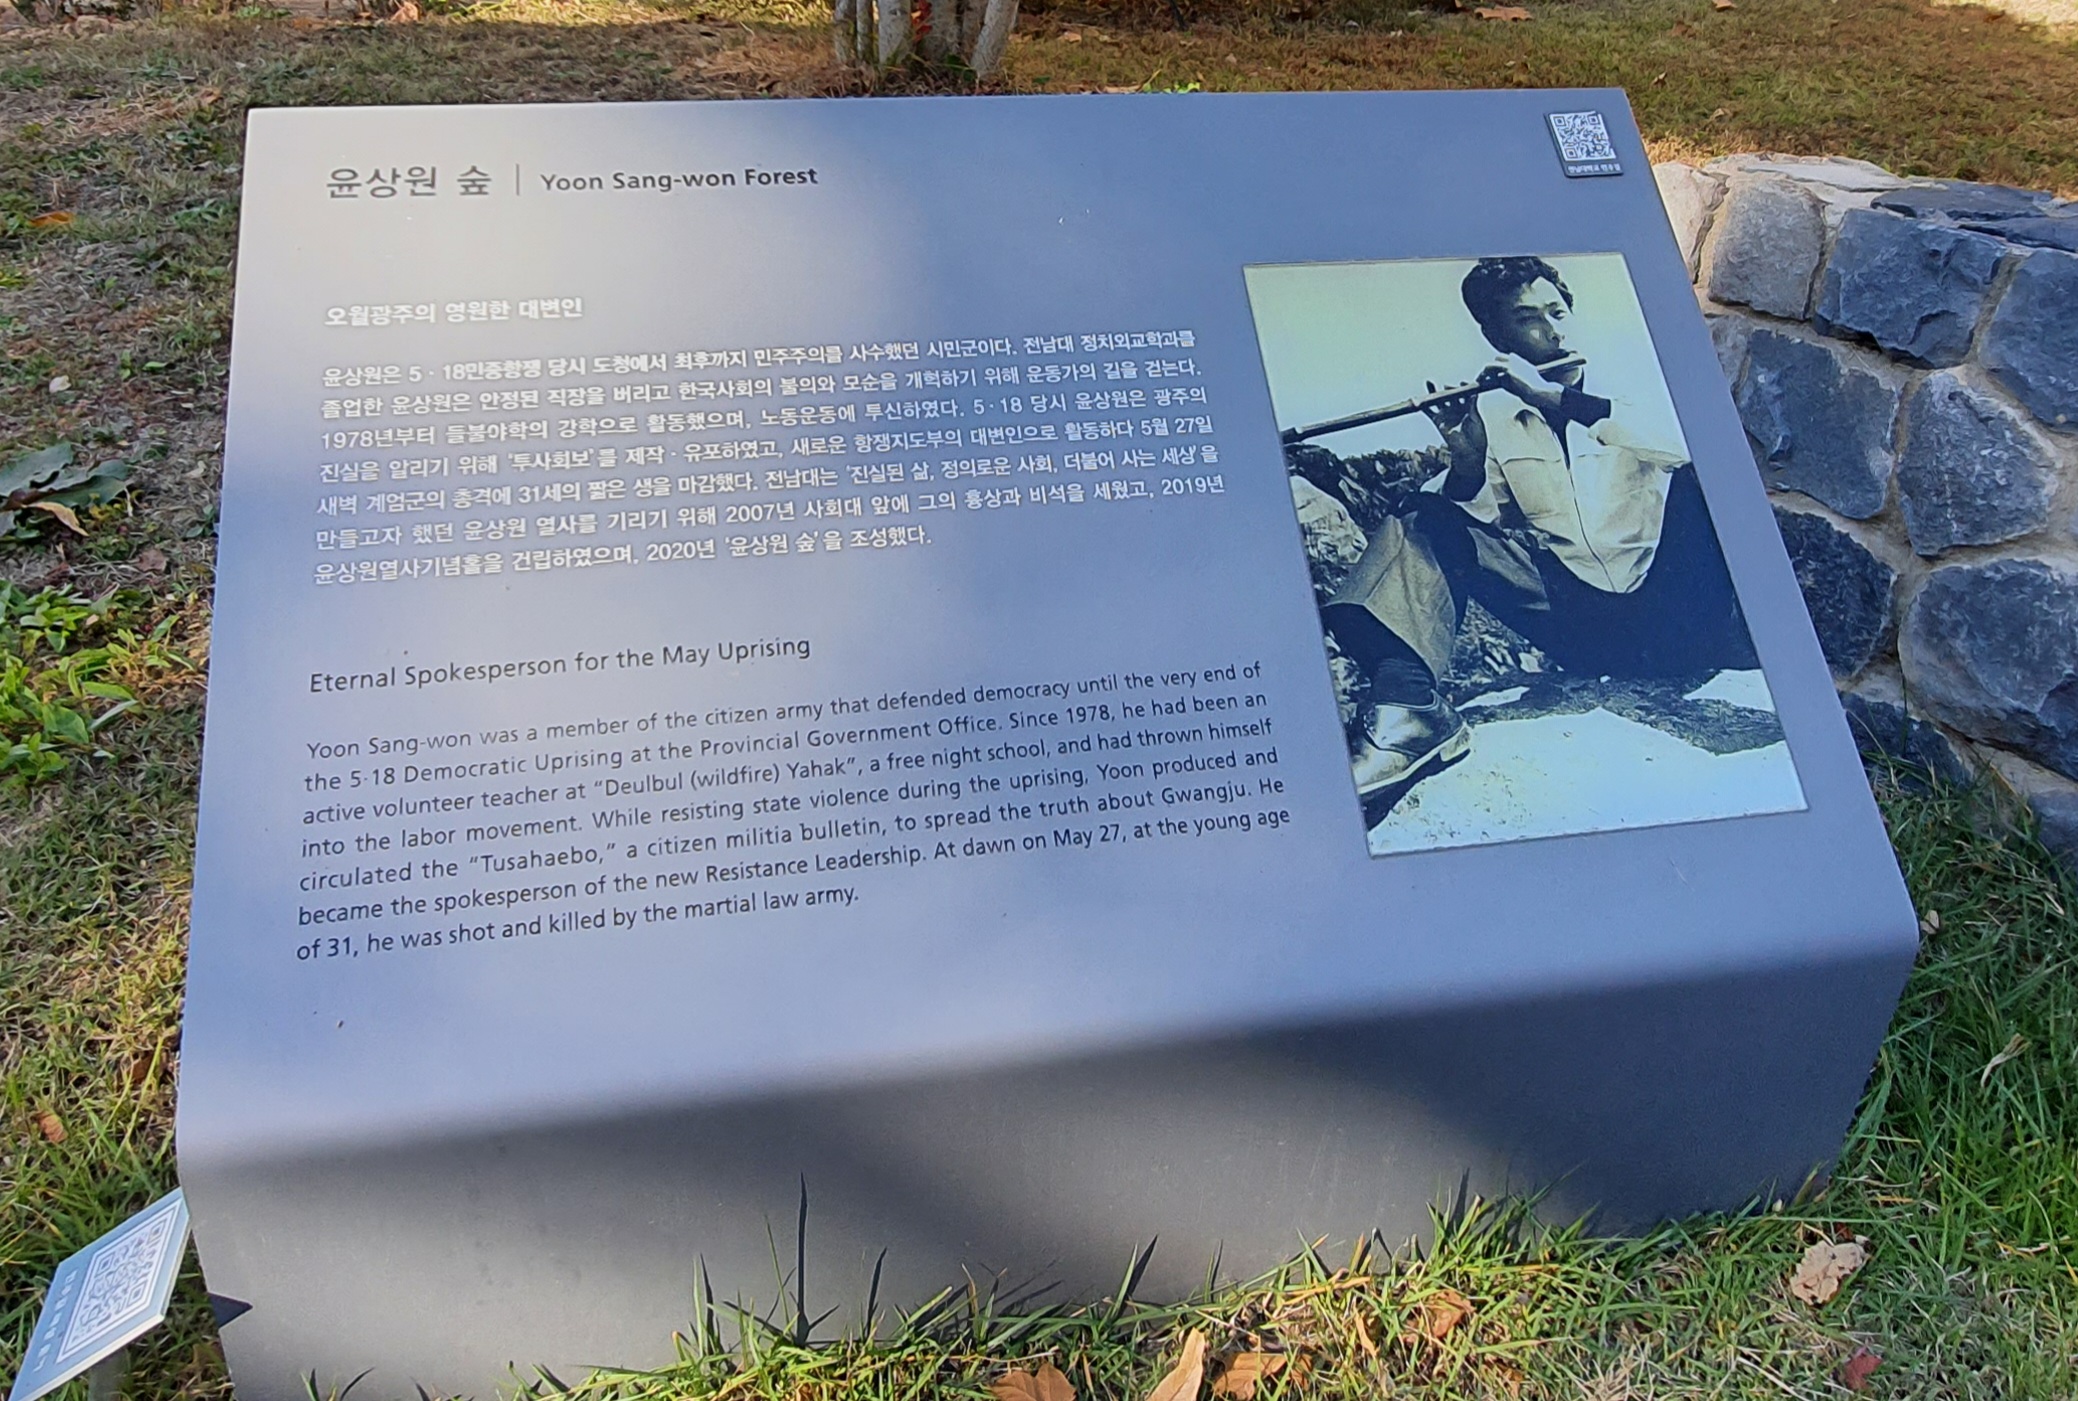 윤상원 숲 | Yoon Sang-won Forest
전남대학교 민주길
오월광주의 영원한 대변인
윤상원은 5·18민중항쟁 당시 도청에서 최후까지 민주주의를 사수했던 시민군이다. 전남대 정치외교학과를
졸업한 윤상원은 안정된 직장을 버리고 한국사회의 불의와 모순을 개혁하기 위해 운동가의 길을 걷는다.
1978년부터 들불야학의 강학으로 활동했으며, 노동운동에 투신하였다. 5·18 당시 윤상원은 광주의
진실을 알리기 위해 '투사회보'를 제작·유포하였고, 새로운 항쟁지도부의 대변인으로 활동하다 5월 27일
새벽 계엄군의 총격에 31세의 짧은 생을 마감했다. 전남대는 '진실된 삶, 정의로운 사회, 더불어 사는 세상'을
만들고자 했던 윤상원 열사를 기리기 위해 2007년 사회대 앞에 그의 흉상과 비석을 세웠고, 2019년
윤상원열사기념홀을 건립하였으며, 2020년 '윤상원 숲'을 조성했다.
Eternal Spokesperson for the May Uprising
Yoon Sang-won was a member of the citizen army that defended democracy until the very end of
the 5·18 Democratic Uprising at the Provincial Government Office. Since 1978, he had been an
active volunteer teacher at "Deulbul (wildfire) Yahak", a free night school, and had thrown himself
into the labor movement. While resisting state violence during the uprising, Yoon produced and
circulated the "Tusahaebo," a citizen militia bulletin, to spread the truth about Gwangju. He
became the spokesperson of the new Resistance Leadership. At dawn on May 27, at the young age
of 31, he was shot and killed by the martial law army.